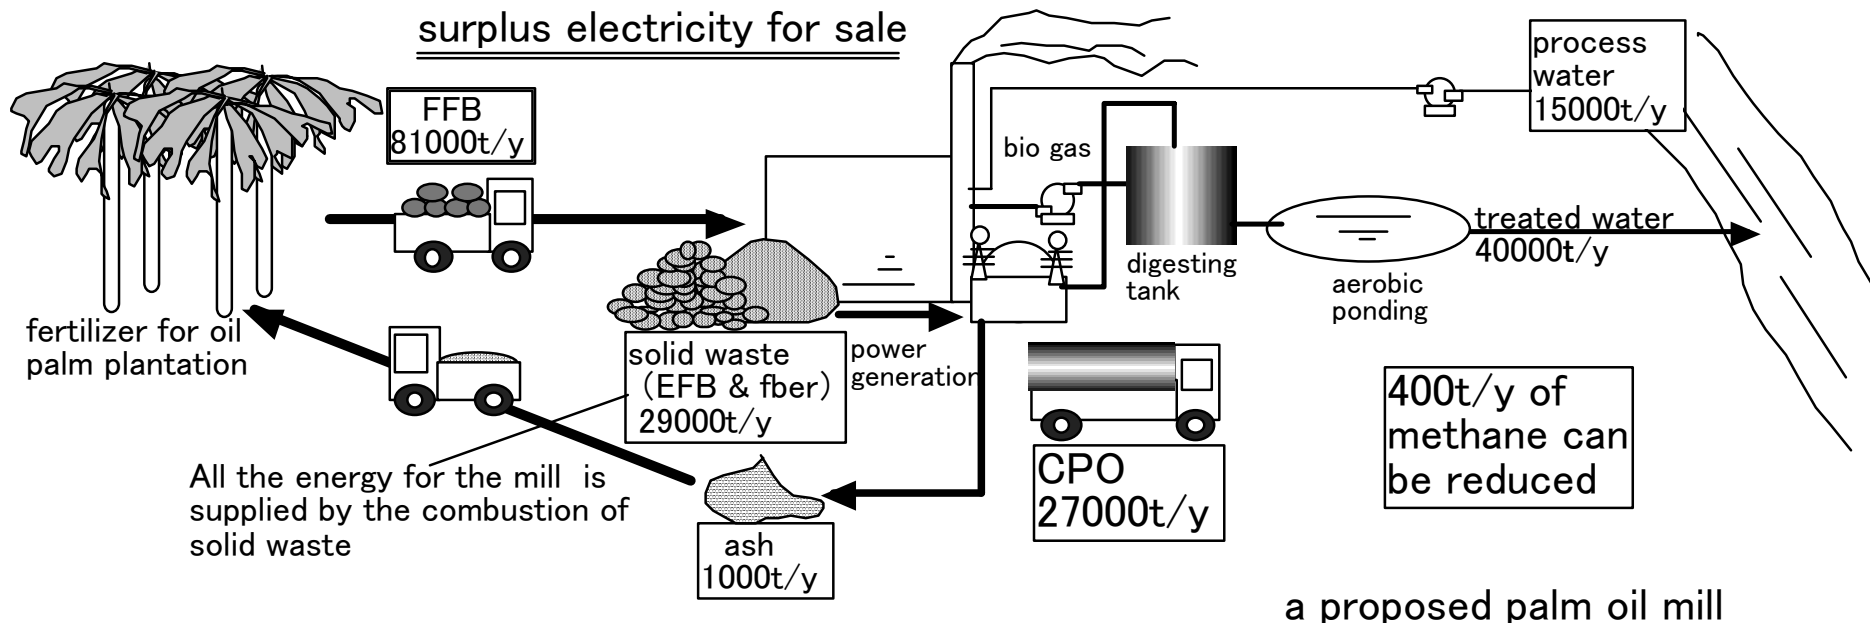 surplus electricity for sale
process
water
15000t/y
FFB
81000t/y
bio gas
digesting
tank
treated water
40000t/y
aerobic
ponding
fertilizer for oil
palm plantation
solid waste
(EFB & fber)
29000t/y
power
generation
400t/y of
methane can
be reduced
CPO
27000t/y
All the energy for the mill is
supplied by the combustion of
solid waste
ash
1000t/y
a proposed palm oil mill